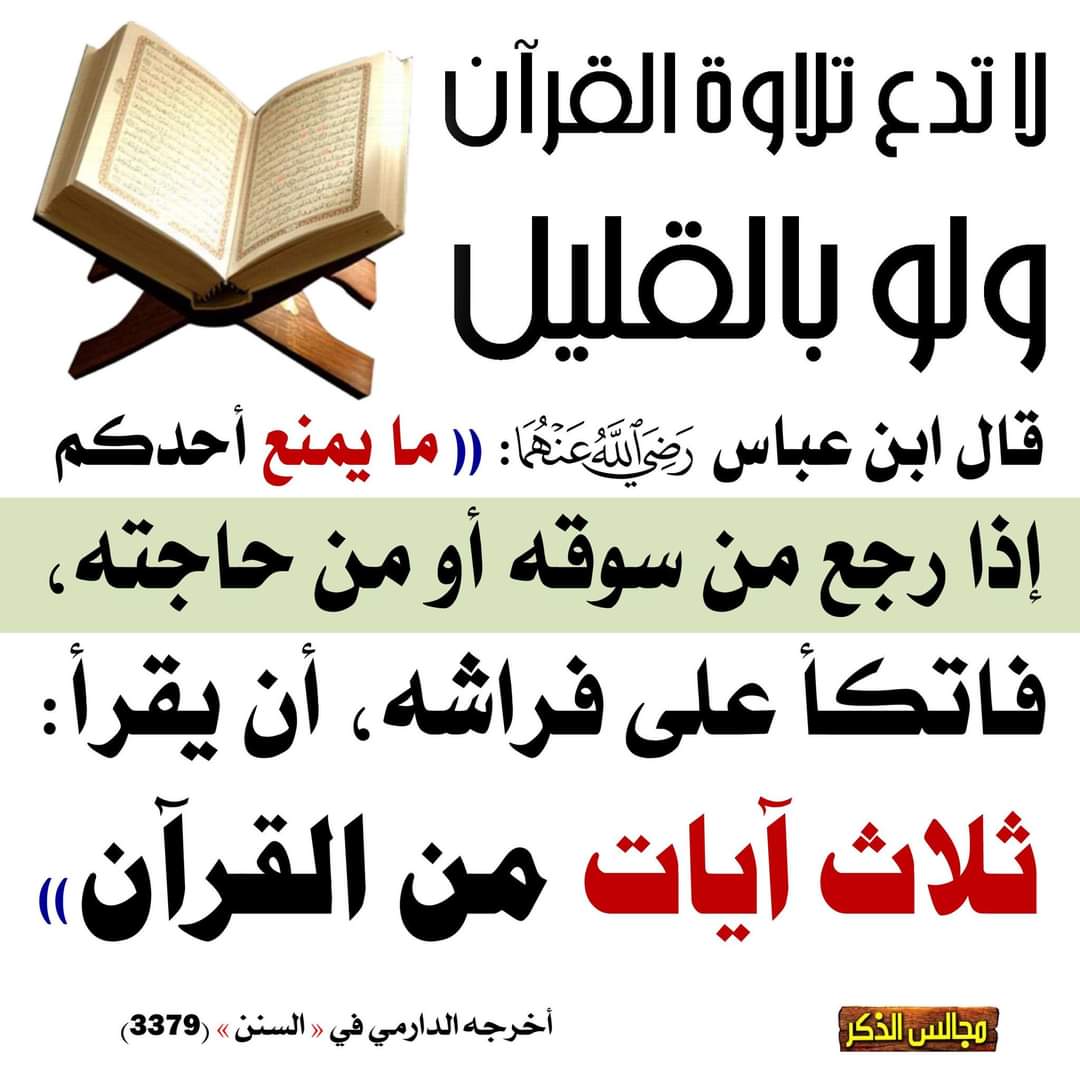 لا تدع تلاوة القرآن
ولو بالقليل
قال ابن عباس رَضِيَ اللَّهُ عَنْهُمَا: (( ما يمنع أحدكم
إذا رجع من سوقه أو من حاجته،
فاتكأ على فراشه، أن يقرأ:
ثلاث آيات من القرآن ))
أخرجه الدارمي في « السنن » (3379)
مجالس الذكر